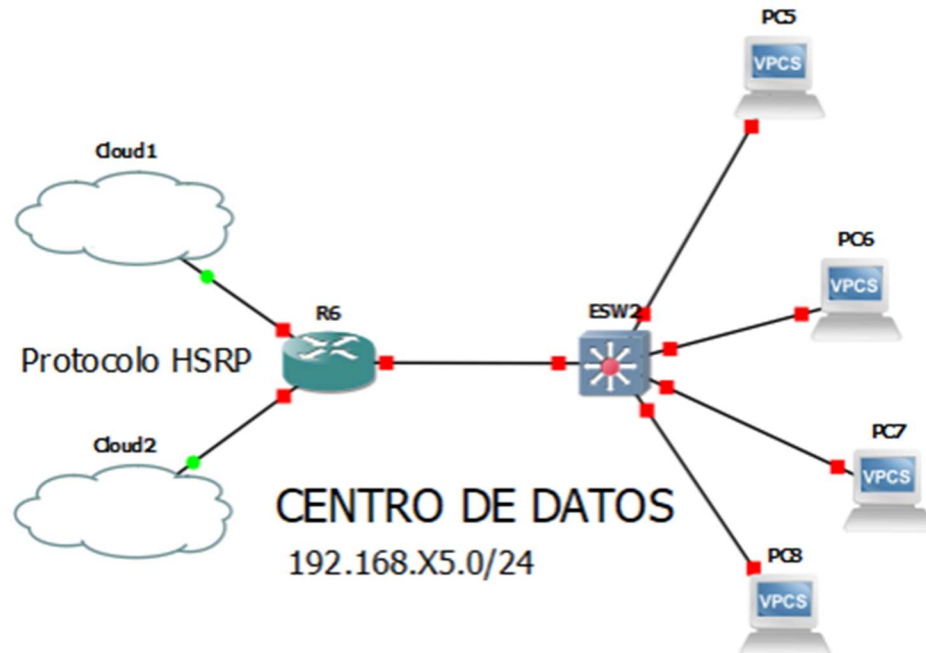 PC5
VPCS
Cloud1
PC6
VPCS
R6
ESW2
Protocolo HSRP
PC7
VPCS
Cloud2
CENTRO DE DATOS
192.168.X5.0/24
PC8
VPCS